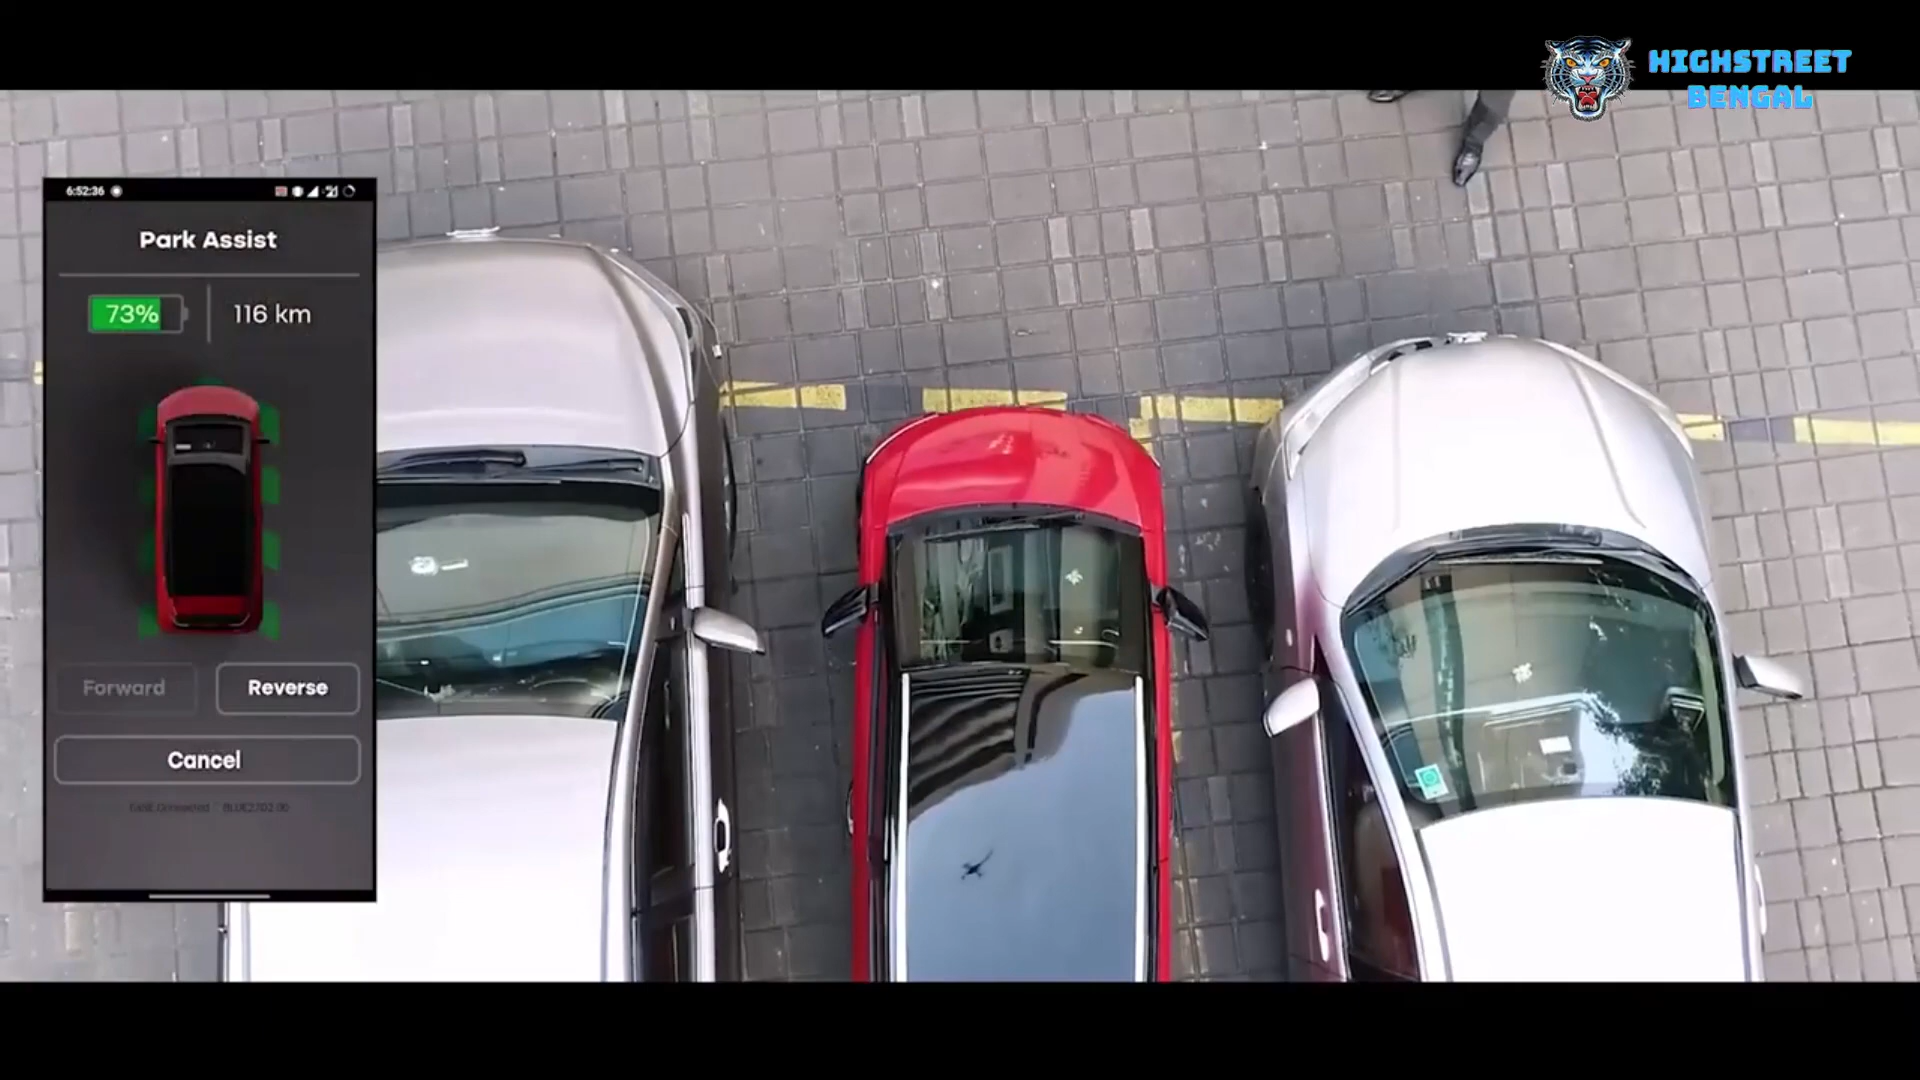 HIGHSTREET
BENGAL
6:52:36
Park Assist
73%
116 km
Forward
Reverse
Cancel